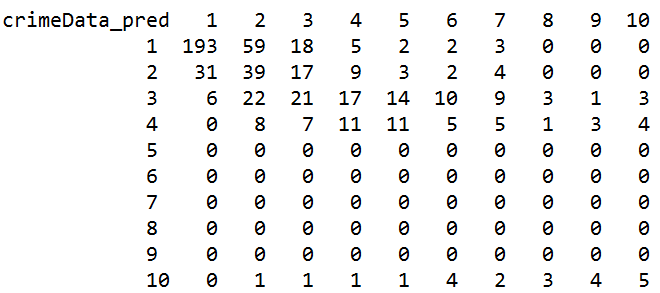 crimeData_pred 1 2 3 4 5 6 7 8 9 10
1 193 59 18 5 2 2 3 0 0 0
2 31 39 17 9 3 2 4 0 0 0
3 6 22 21 17 14 10 9 3 1 3
4 0 8 7 11 11 5 5 1 3 4
5 0 0 0 0 0 0 0 0 0 0
6 0 0 0 0 0 0 0 0 0 0
7 0 0 0 0 0 0 0 0 0 0
8 0 0 0 0 0 0 0 0 0 0
9 0 0 0 0 0 0 0 0 0 0
10 0 1 1 1 1 4 2 3 4 5